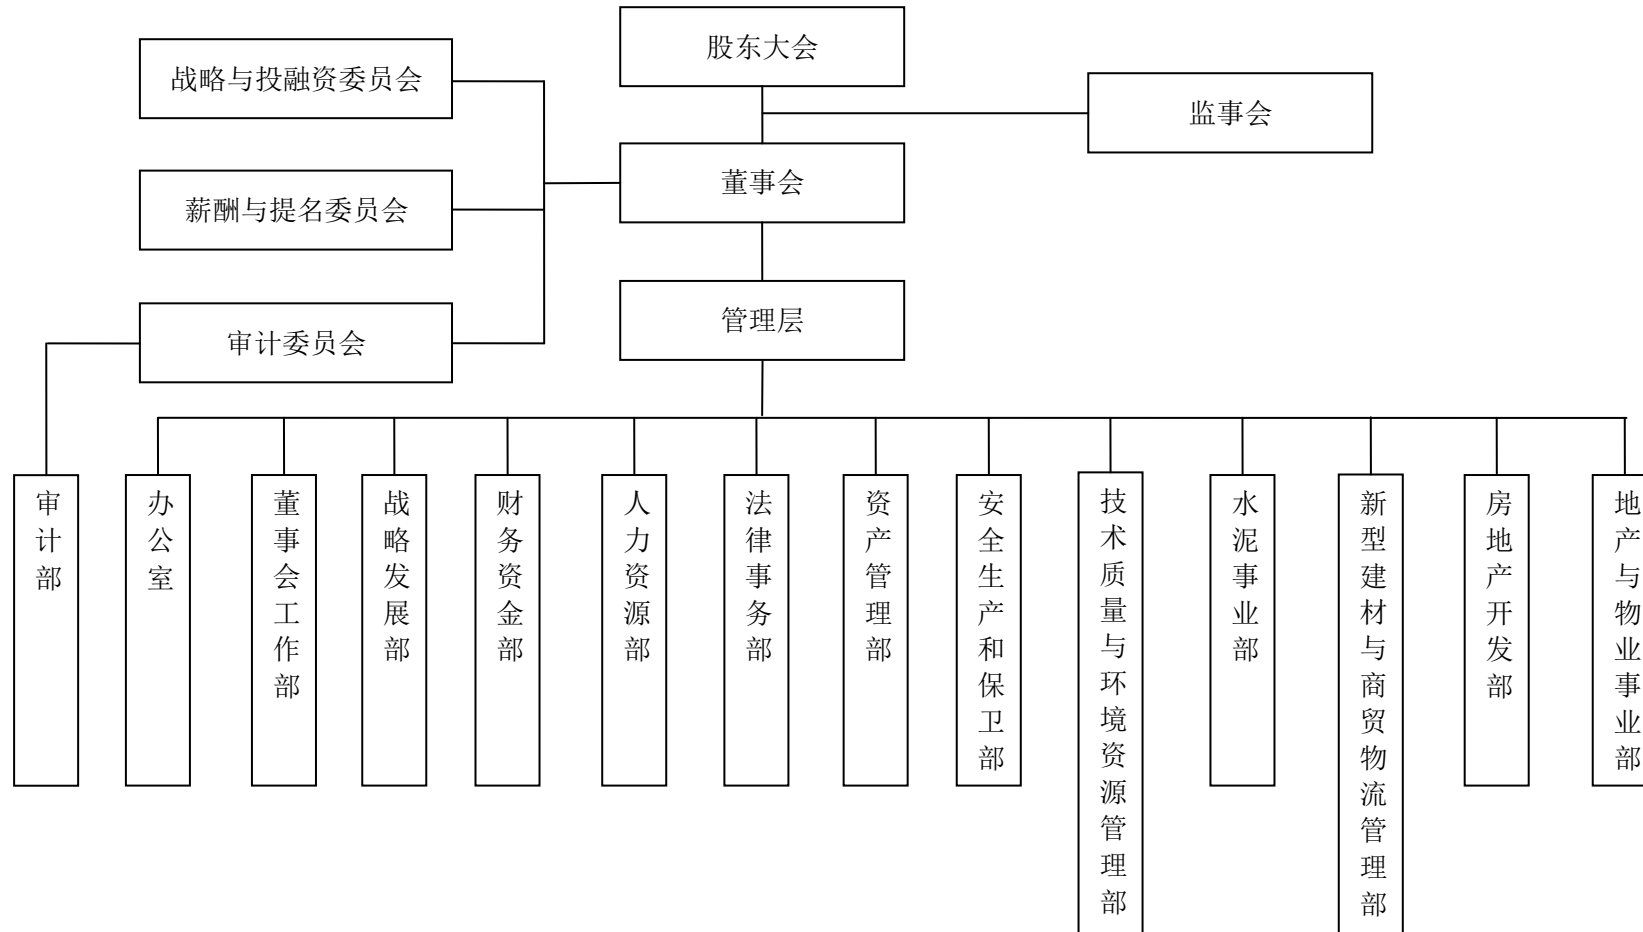 股东大会
战略与投融资委员会
监事会
董事会
薪酬与提名委员会
管理层
审计委员会
审计部
办公室
董事会工作部
战略发展部
财务资金部
人力资源部
法律事务部
资产管理部
安全生产和保卫部
技术质量与环境资源管理部
水泥事业部
新型建材与商贸物流管理部
房地产开发部
地产与物业事业部